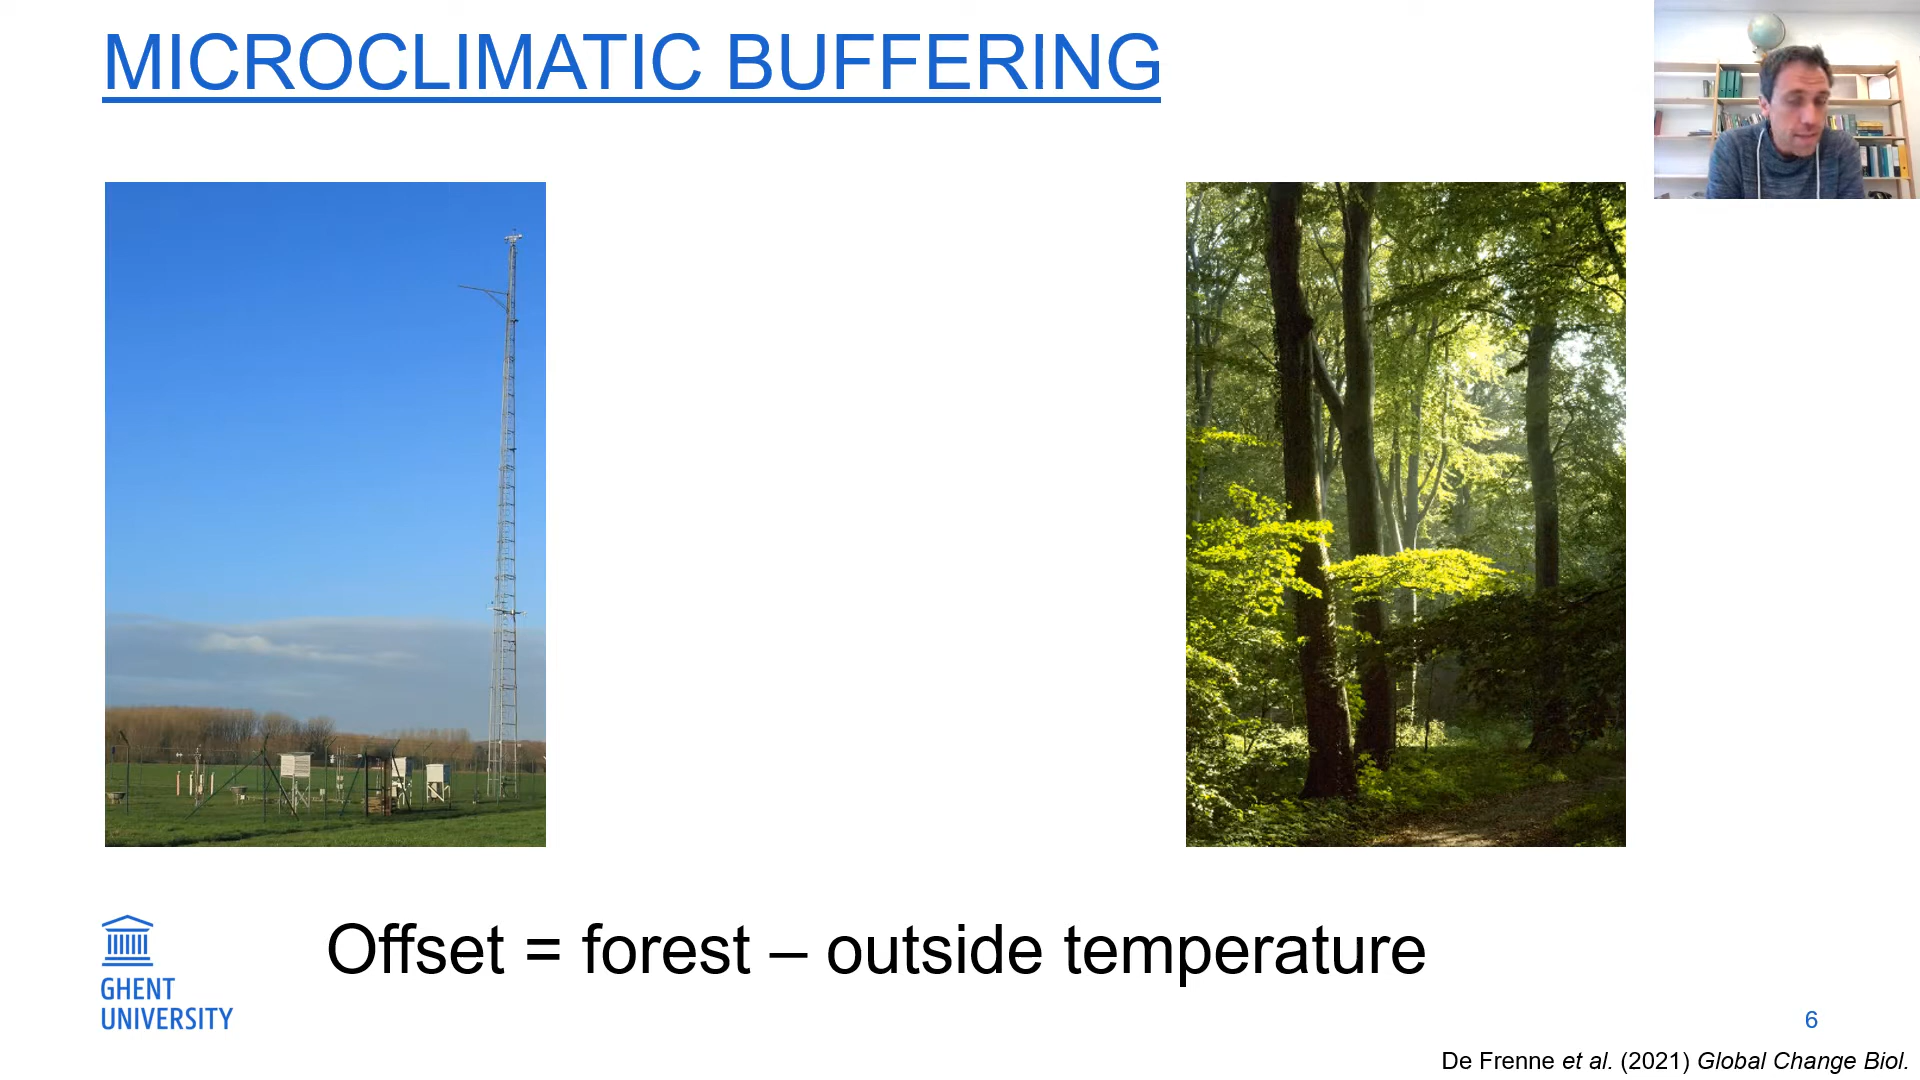 MICROCLIMATIC BUFFERING
Offset = forest – outside temperature
GHENT
UNIVERSITY
6
De Frenne et al. (2021) Global Change Biol.